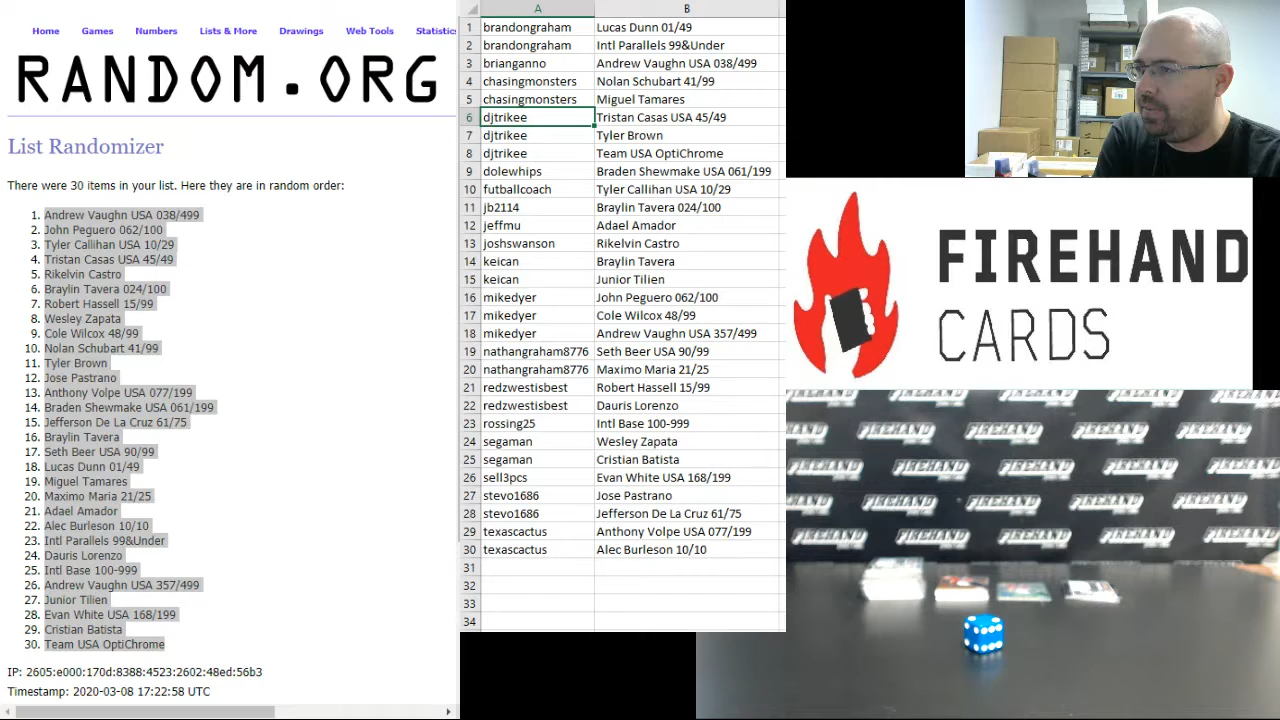 Home Games Numbers Lists & More Drawings Web Tools Statistics
RANDOM.ORG
List Randomizer
There were 30 items in your list. Here they are in random order:
1. Andrew Vaughn USA 038/499
2. John Peguero 062/100
3. Tyler Callihan USA 10/29
4. Tristan Casas USA 45/49
5. Rikelvin Castro
6. Braylin Tavera 024/100
7. Robert Hassell 15/99
8. Wesley Zapata
9. Cole Wilcox 48/99
10. Nolan Schubart 41/99
11. Tyler Brown
12. Jose Pastrano
13. Anthony Volpe USA 077/199
14. Braden Shewmake USA 061/199
15. Jefferson De La Cruz 61/75
16. Braylin Tavera
17. Seth Beer USA 90/99
18. Lucas Dunn 01/49
19. Miguel Tamares
20. Maximo Maria 21/25
21. Adael Amador
22. Alec Burleson 10/10
23. Intl Parallels 99&Under
24. Dauris Lorenzo
25. Intl Base 100-999
26. Andrew Vaughn USA 357/499
27. Junior Tilien
28. Evan White USA 168/199
29. Cristian Batista
30. Team USA OptiChrome
IP: 2605:e000:170d:8388:4523:2602:48ed:56b3
Timestamp: 2020-03-08 17:22:58 UTC
A B
1 brandongraham Lucas Dunn 01/49
2 brandongraham Intl Parallels 99&Under
3 brianganno Andrew Vaughn USA 038/499
4 chasingmonsters Nolan Schubart 41/99
5 chasingmonsters Miguel Tamares
6 djtrikee Tristan Casas USA 45/49
7 djtrikee Tyler Brown
8 djtrikee Team USA OptiChrome
9 dolewhips Braden Shewmake USA 061/199
10 futballcoach Tyler Callihan USA 10/29
11 jb2114 Braylin Tavera 024/100
12 jeffmu Adael Amador
13 joshswanson Rikelvin Castro
14 keican Braylin Tavera
15 keican Junior Tilien
16 mikedyer John Peguero 062/100
17 mikedyer Cole Wilcox 48/99
18 mikedyer Andrew Vaughn USA 357/499
19 nathangraham8776 Seth Beer USA 90/99
20 nathangraham8776 Maximo Maria 21/25
21 redzwestisbest Robert Hassell 15/99
22 redzwestisbest Dauris Lorenzo
23 rossing25 Intl Base 100-999
24 segaman Wesley Zapata
25 segaman Cristian Batista
26 sell3pcs Evan White USA 168/199
27 stevo1686 Jose Pastrano
28 stevo1686 Jefferson De La Cruz 61/75
29 texascactus Anthony Volpe USA 077/199
30 texascactus Alec Burleson 10/10
31
32
33
34
FIREHAND
CARDS
FIREHAND FIREHAND FIREHAND FIREHAND
FIREHAND FIREHAND FIREHAND
FIREHAND FIREHAND FIREHAND FIREHAND
FIREHAND FIREHAND FIREHAND